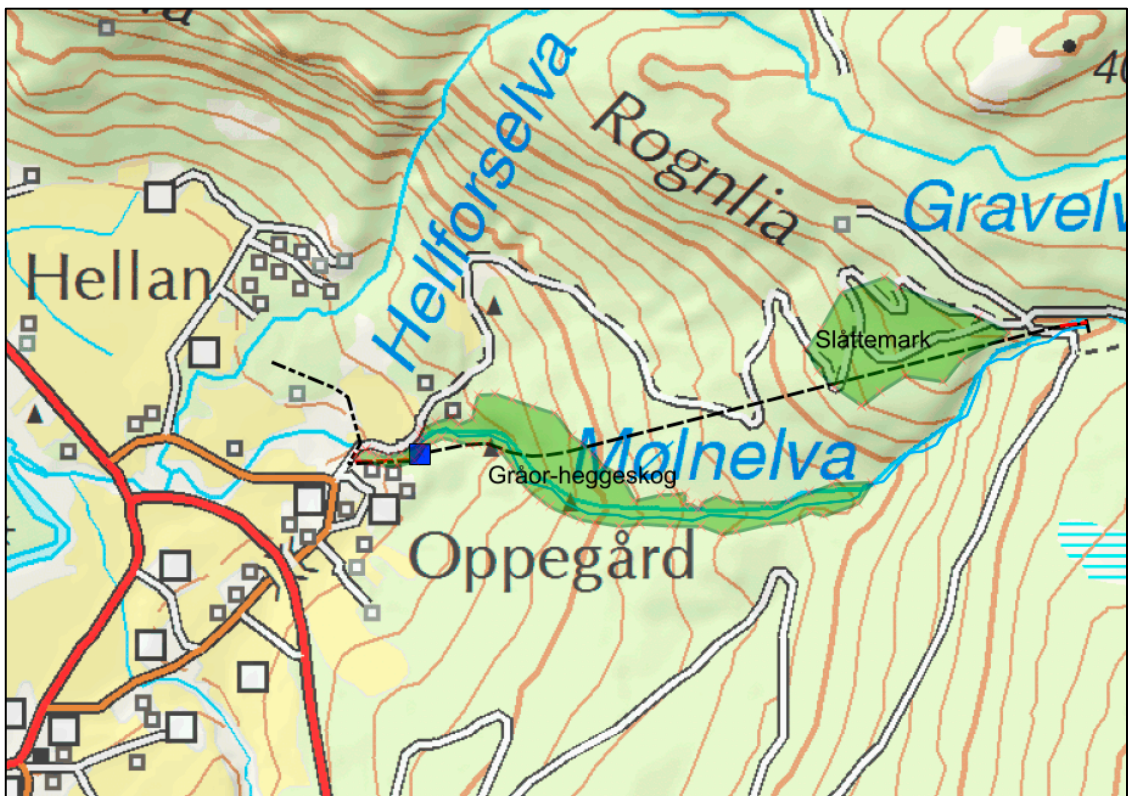 Rognlia
Gravelv
Hellforselva
Hellan
Slåttemark
Mølnelva
Gråor-heggeskog
Oppegård